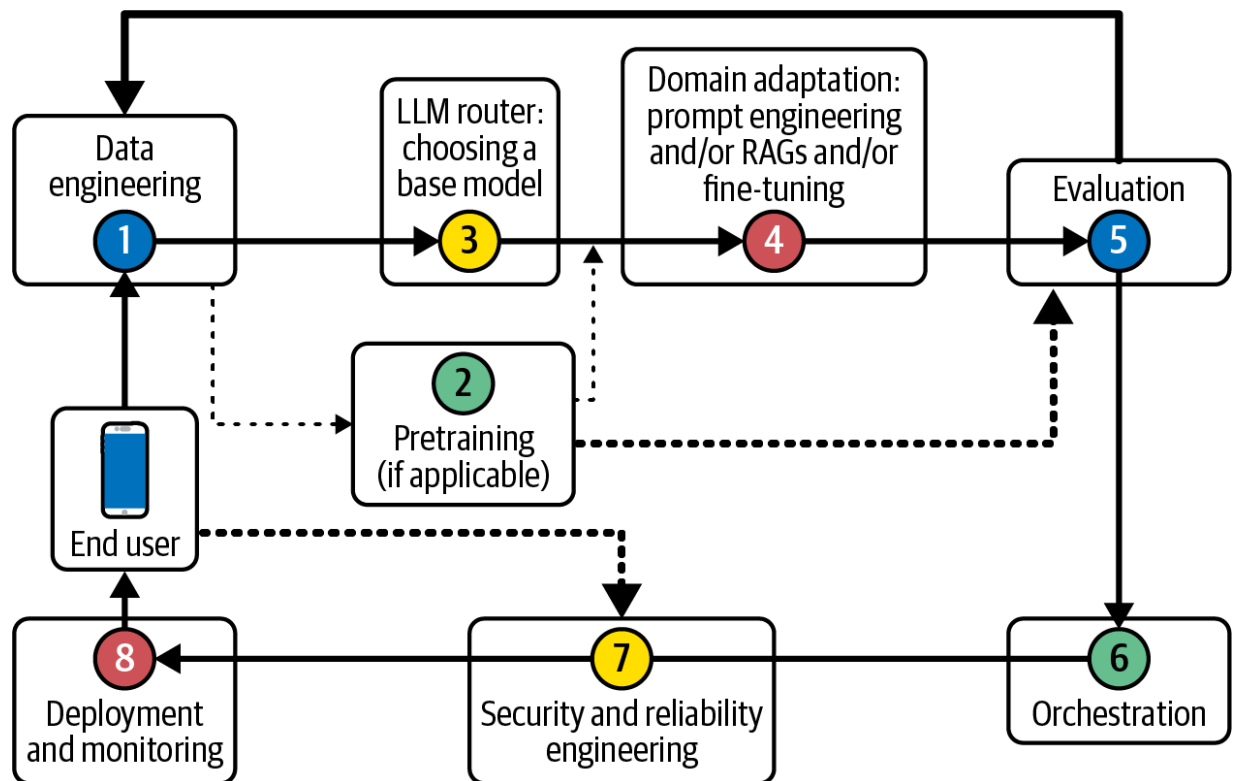 Data
engineering
1
LLM router:
choosing a
base model
3
Domain adaptation:
prompt engineering
and/or RAGs and/or
fine-tuning
4
Evaluation
5
2
Pretraining
(if applicable)
End user
8
Deployment
and monitoring
7
Security and reliability
engineering
6
Orchestration